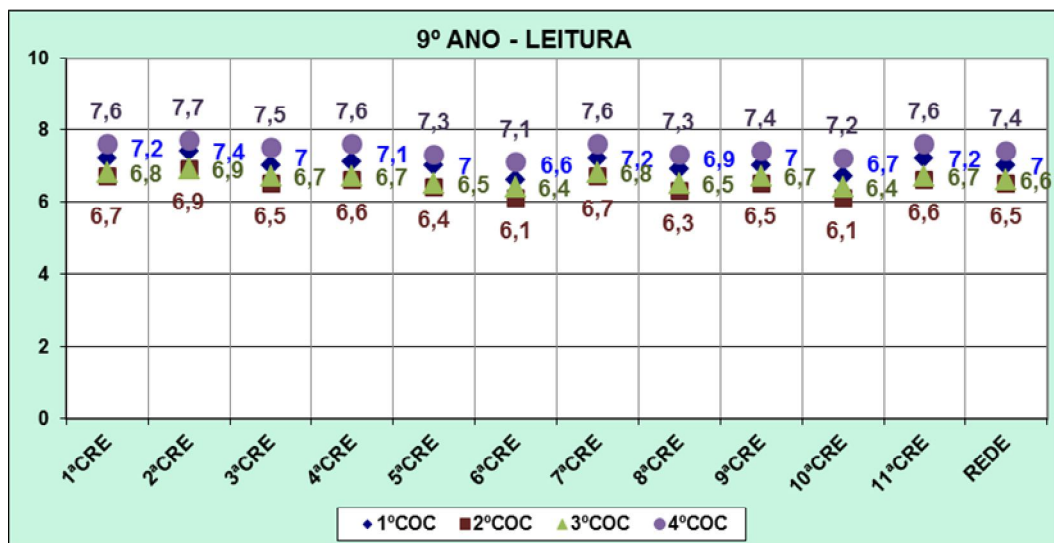 9º ANO - LEITURA
10
8
6
4
2
0
7,6 7,7 7,5 7,6 7,3 7,1 7,6 7,3 7,4 7,2 7,6 7,4
7,2 7,4 7 7,1 7 6,6 7,2 6,9 7 6,7 7,2 7
6,8 6,9 6,7 6,7 6,5 6,4 6,8 6,5 6,7 6,4 6,7 6,6
6,7 6,9 6,5 6,6 6,4 6,1 6,7 6,3 6,5 6,1 6,6 6,5
1ªCRE 2ªCRE 3ªCRE 4ªCRE 5ªCRE 6ªCRE 7ªCRE 8ªCRE 9ªCRE 10ªCRE 11ªCRE REDE
1ºCOC 2ºCOC 3ºCOC 4ºCOC